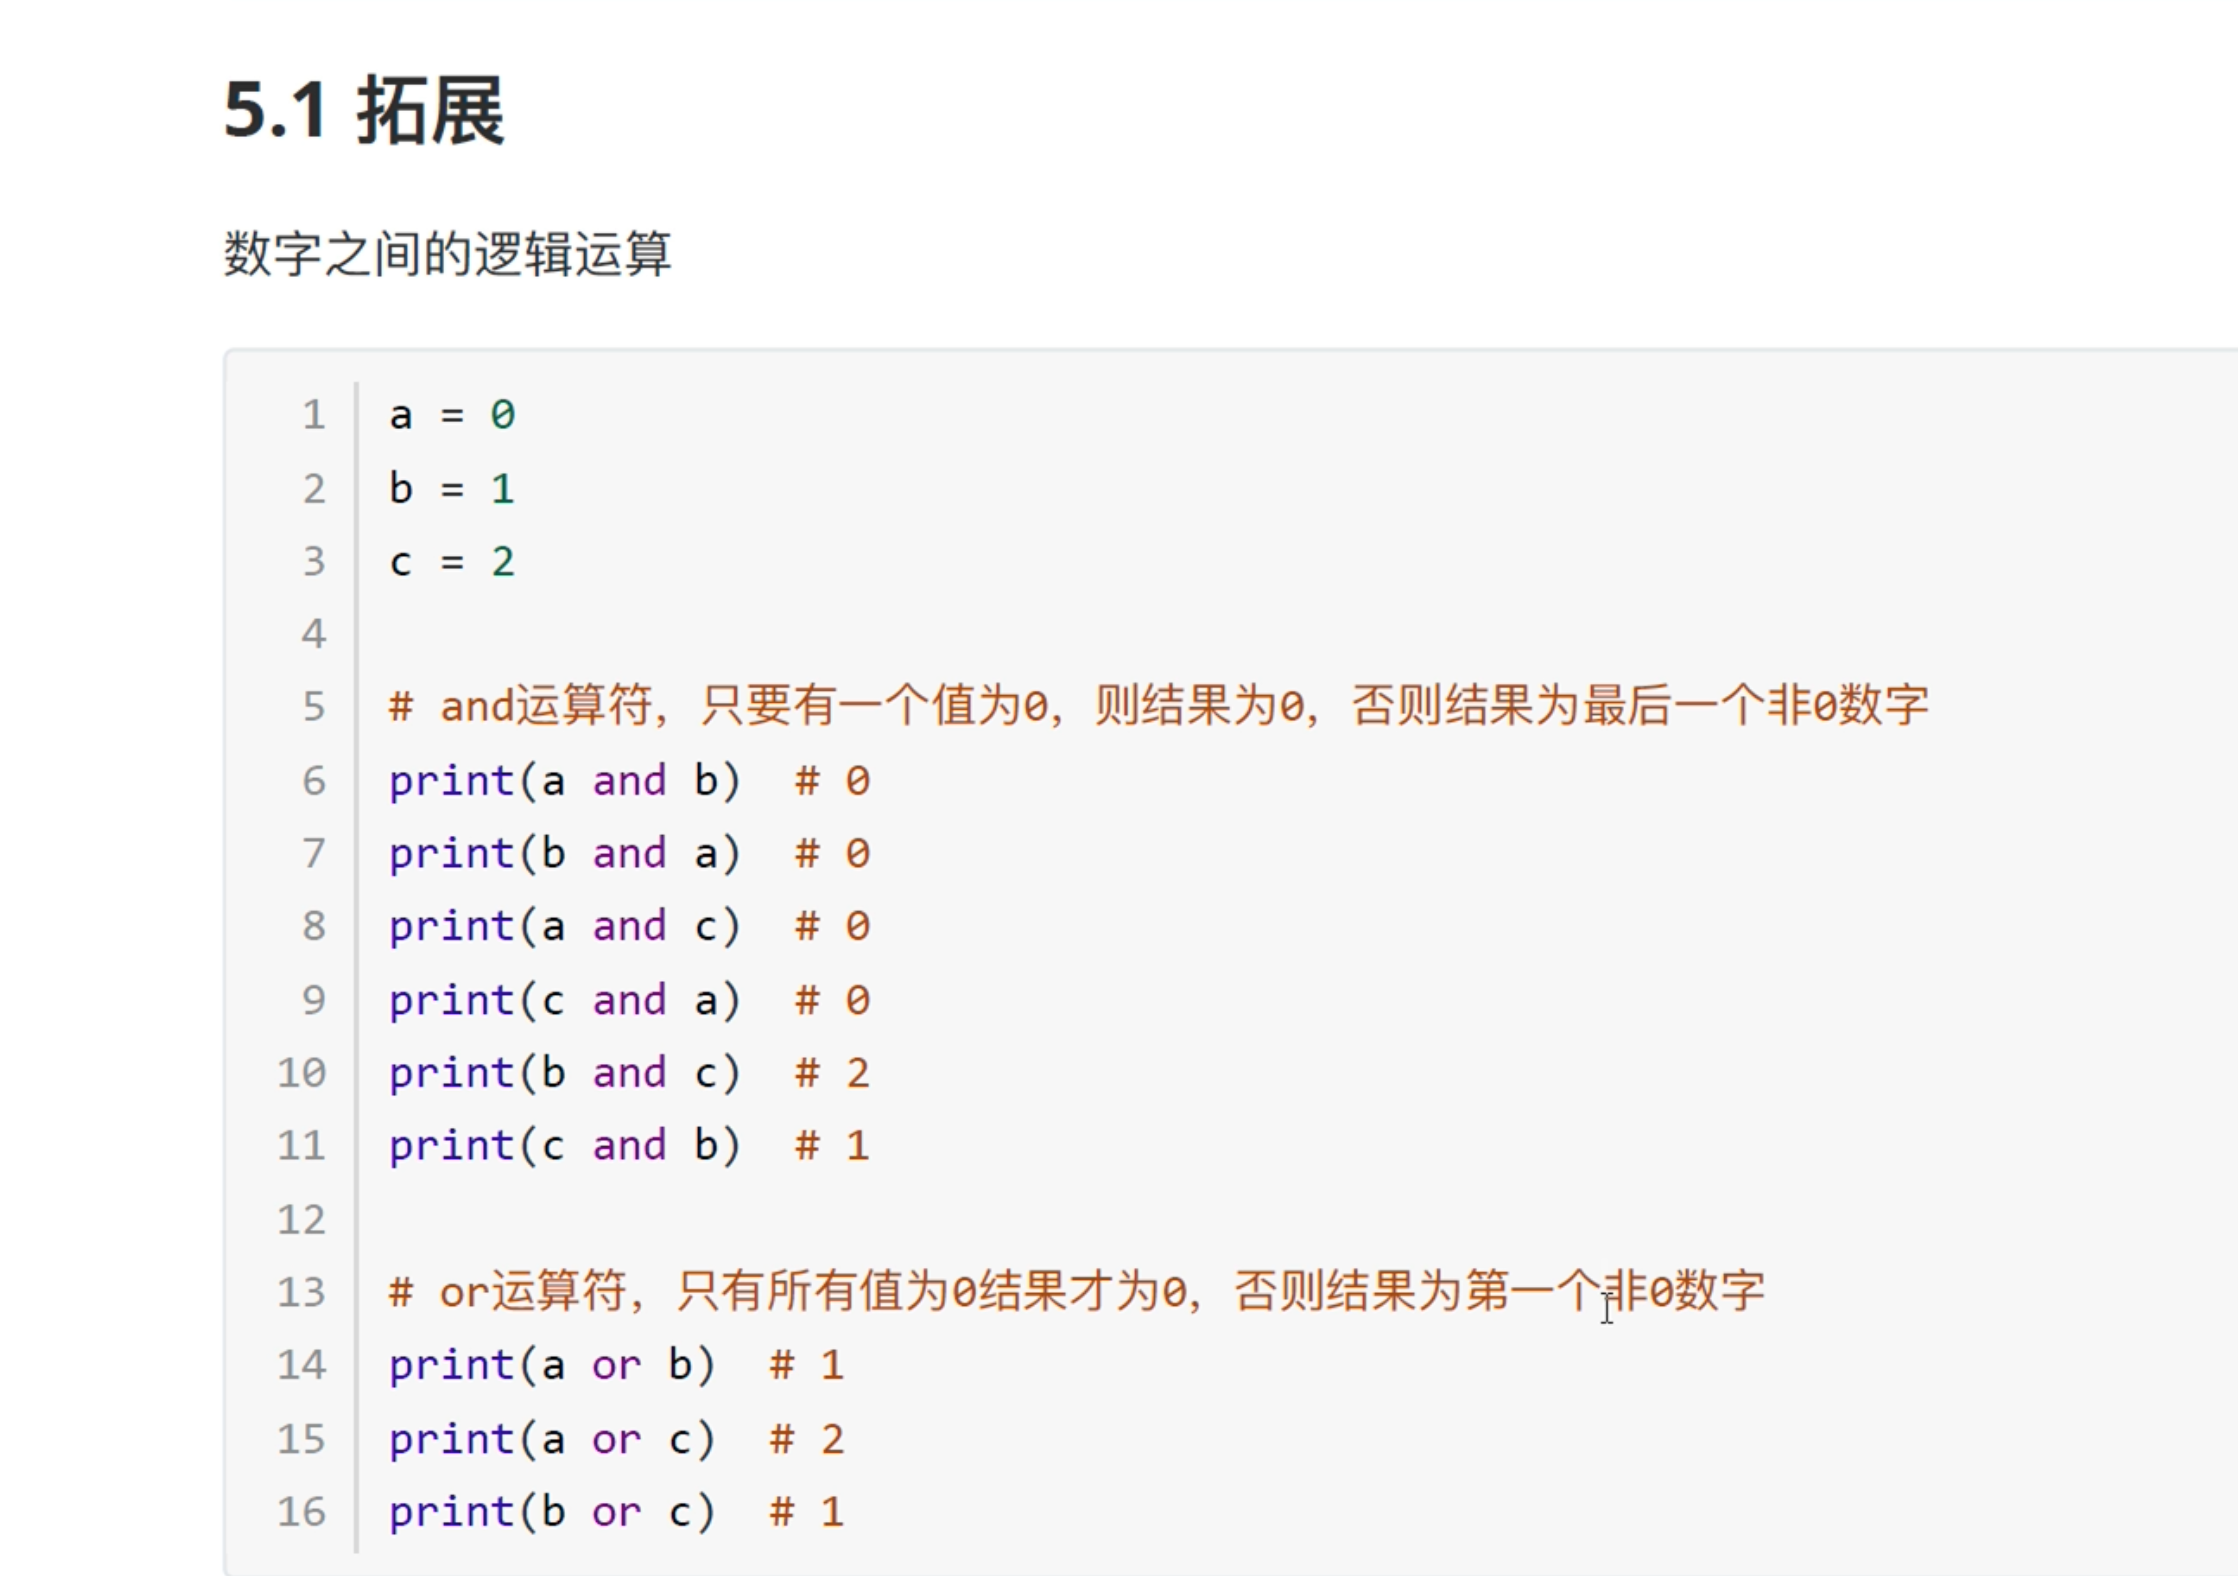 5.1 拓展
数字之间的逻辑运算
1 a = 0
2 b = 1
3 c = 2
4
5 # and运算符，只要有一个值为0，则结果为0，否则结果为最后一个非0数字
6 print(a and b)  # 0
7 print(b and a)  # 0
8 print(a and c)  # 0
9 print(c and a)  # 0
10 print(b and c)  # 2
11 print(c and b)  # 1
12
13 # or运算符，只有所有值为0结果才为0，否则结果为第一个非0数字
14 print(a or b)  # 1
15 print(a or c)  # 2
16 print(b or c)  # 1